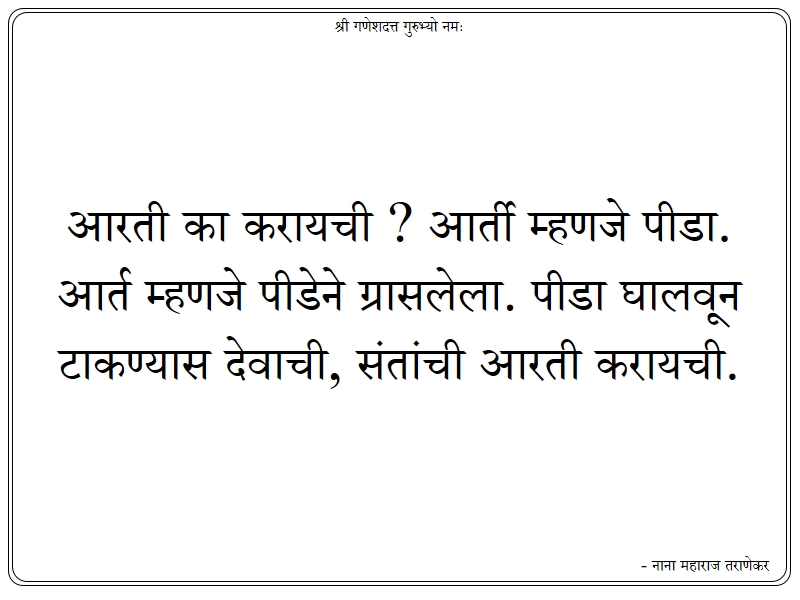 श्री गणेशदत्त गुरुभ्यो नमः
आरती का करायची ? आर्ती म्हणजे पीडा.
आर्त म्हणजे पीडेने ग्रासलेला. पीडा घालवून
टाकण्यास देवाची, संतांची आरती करायची.
- नाना महाराज तराणेकर